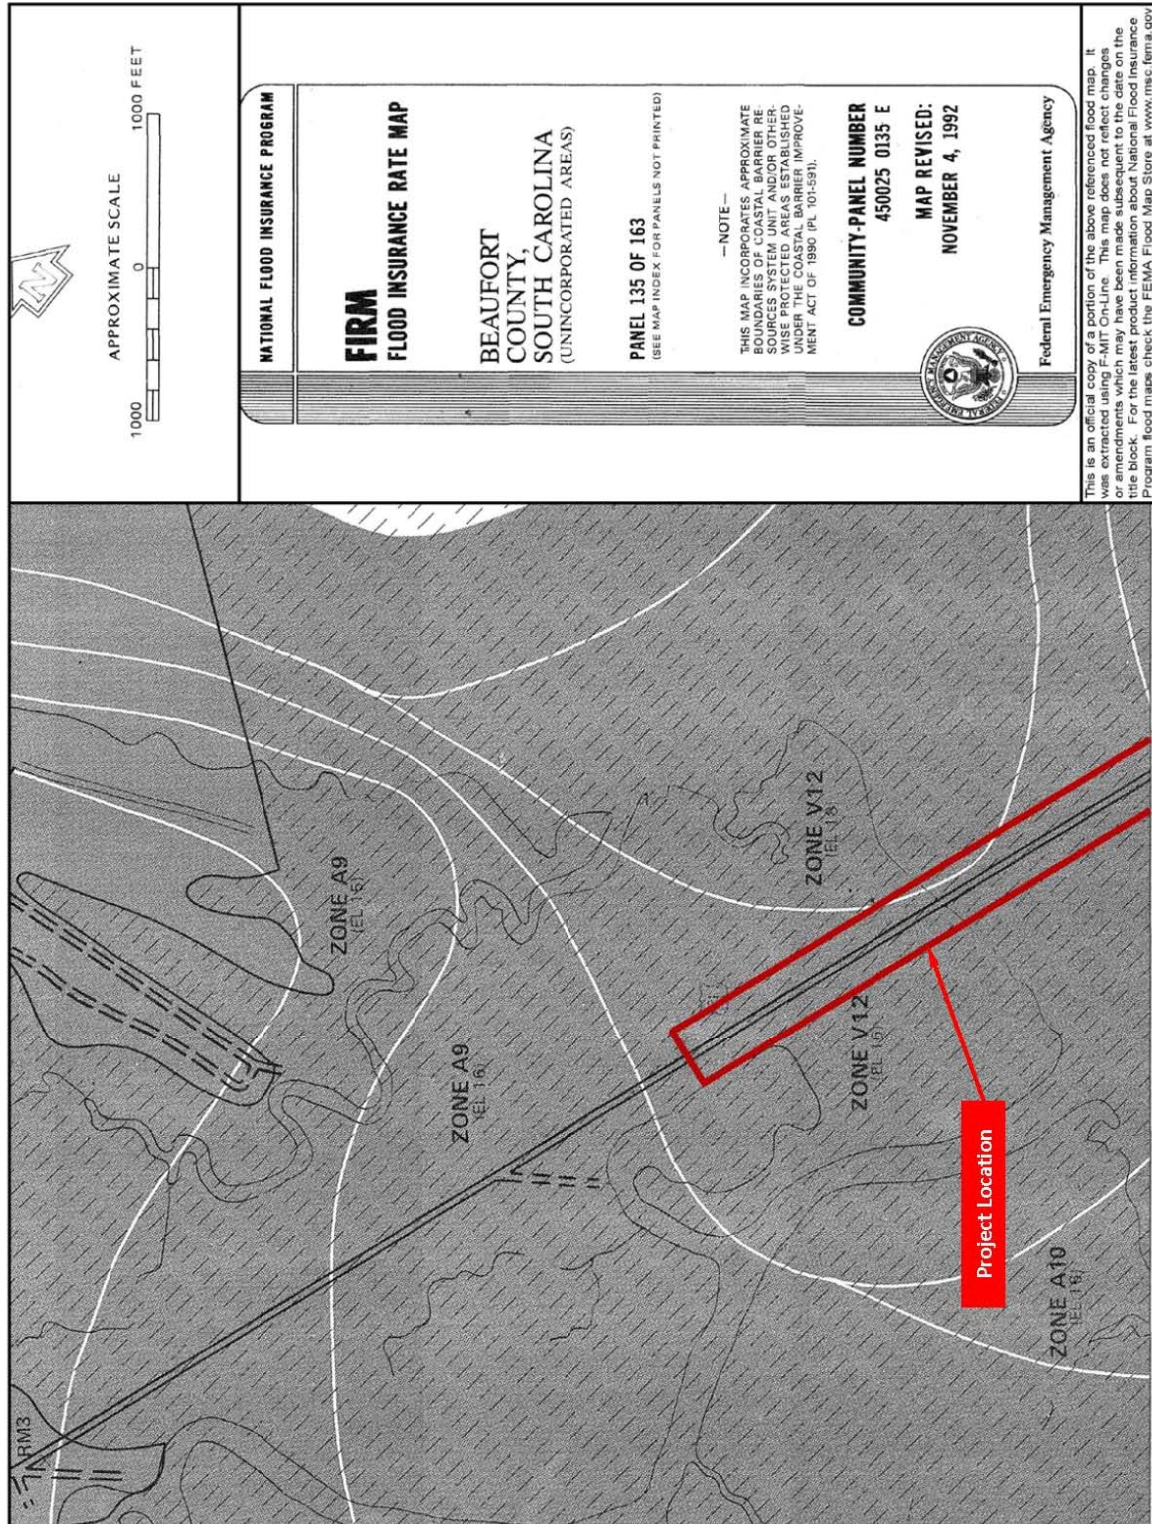 APPROXIMATE SCALE
1000 0 1000 FEET
N
NATIONAL FLOOD INSURANCE PROGRAM
FIRM
FLOOD INSURANCE RATE MAP
BEAUFORT
COUNTY,
SOUTH CAROLINA
(UNINCORPORATED AREAS)
PANEL 135 OF 163
(SEE MAP INDEX FOR PANELS NOT PRINTED)
—NOTE—
THIS MAP INCORPORATES APPROXIMATE
BOUNDARIES OF COASTAL BARRIER RE-
SOURCES SYSTEM UNIT AND/OR OTHER-
WISE PROTECTED AREAS ESTABLISHED
UNDER THE COASTAL BARRIER IMPROVE-
MENT ACT OF 1990 (PL 101-591).
COMMUNITY-PANEL NUMBER
450025 0135 E
MAP REVISED:
NOVEMBER 4, 1992
FEDERAL EMERGENCY MANAGEMENT AGENCY
Federal Emergency Management Agency
This is an official copy of a portion of the above referenced flood map. It
was extracted using F-MIT On-Line. This map does not reflect changes
or amendments which may have been made subsequent to the date on the
title block. For the latest product information about National Flood Insurance
Program flood maps check the FEMA Flood Map Store at www.msc.fema.gov
RM3
ZONE A9
(EL 15)
ZONE A9
(EL 16)
ZONE V12
(EL 18)
ZONE V12
ZONE A10
(EL 16)
Project Location